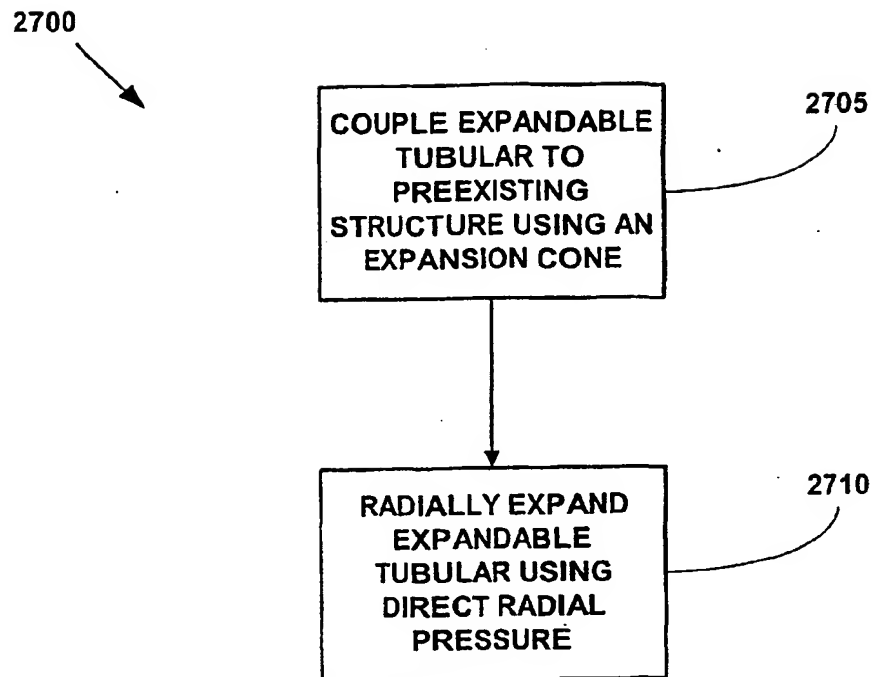 2700
COUPLE EXPANDABLE
TUBULAR TO
PREEXISTING
STRUCTURE USING AN
EXPANSION CONE
2705
RADIALLY EXPAND
EXPANDABLE
TUBULAR USING
DIRECT RADIAL
PRESSURE
2710